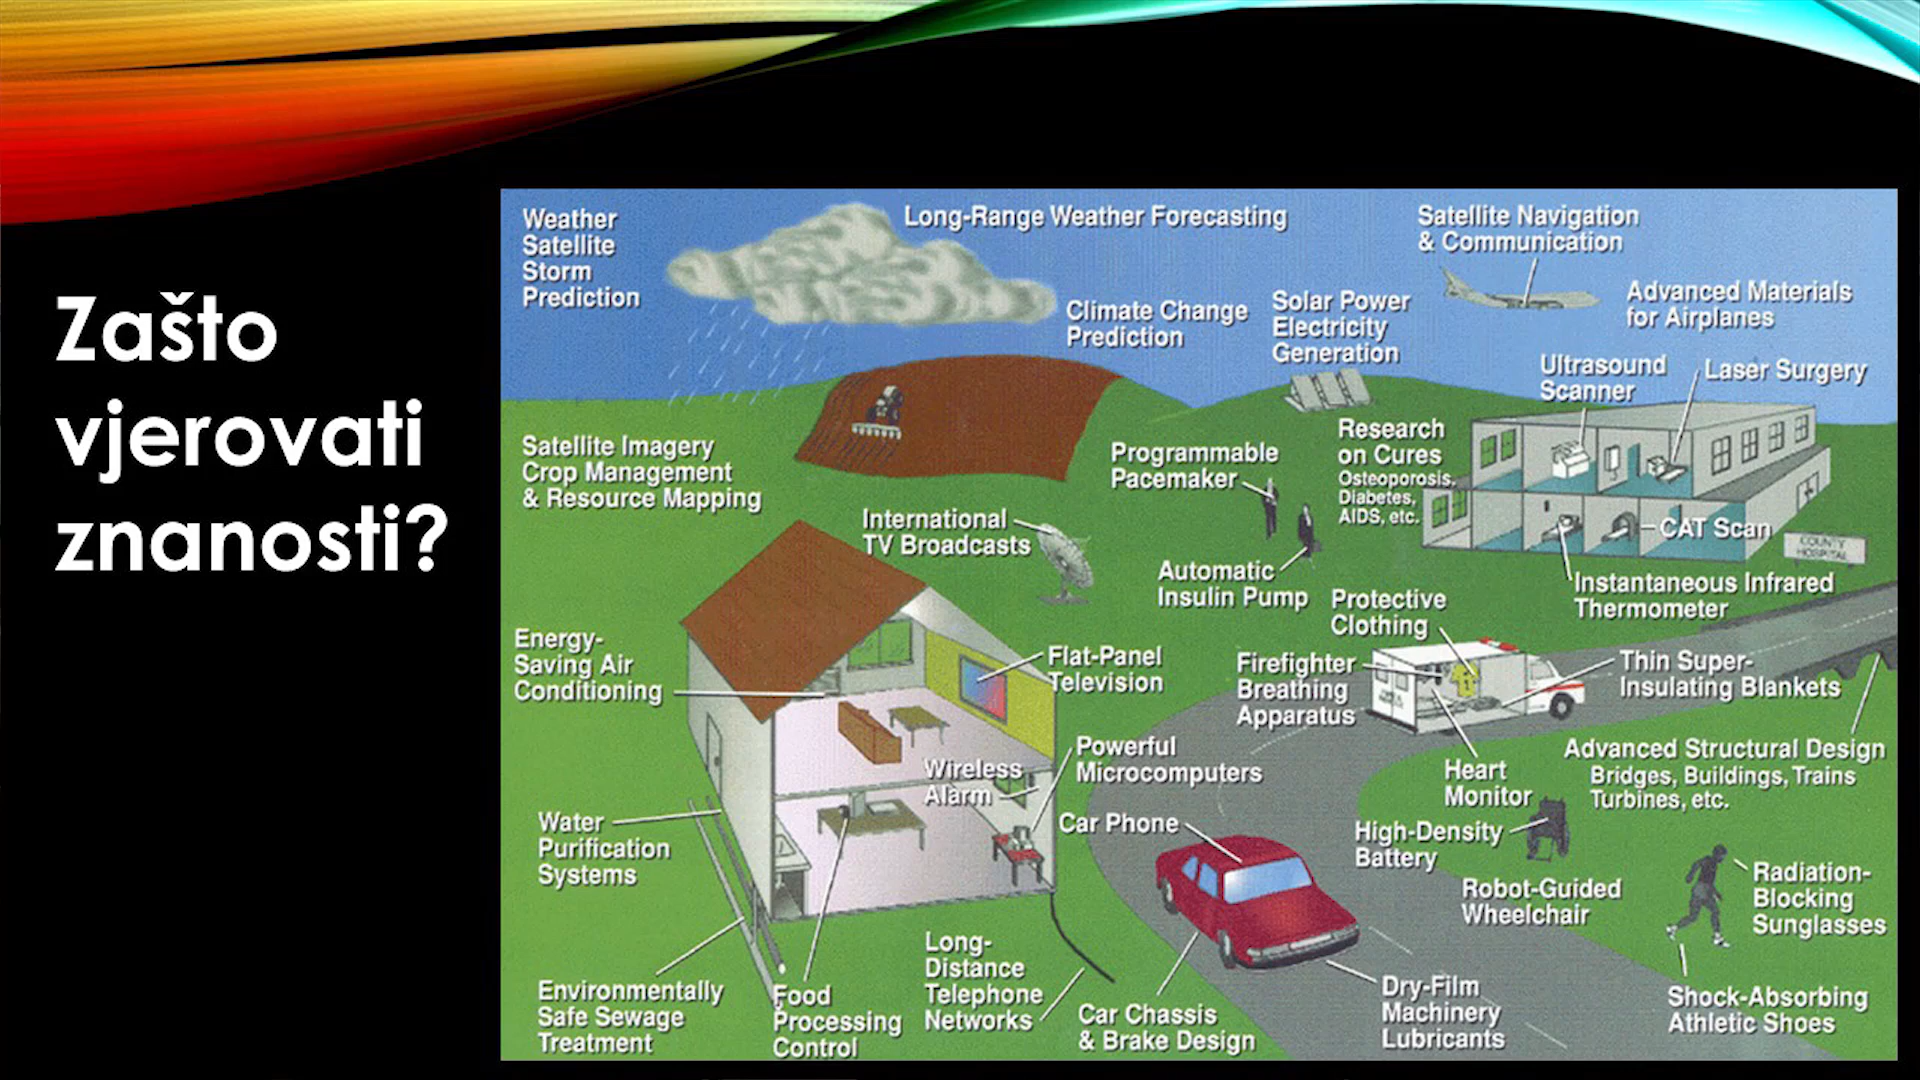 Zašto
vjerovati
znanosti?
Weather
Satellite
Storm
Prediction
Long-Range Weather Forecasting
Satellite Navigation
& Communication
Climate Change
Prediction
Solar Power
Electricity
Generation
Advanced Materials
for Airplanes
Ultrasound
Scanner
Laser Surgery
Satellite Imagery
Crop Management
& Resource Mapping
Programmable
Pacemaker
Research
on Cures
Osteoporosis,
Diabetes,
AIDS, etc.
International
TV Broadcasts
CAT Scan
COUNTY
HOSPITAL
Automatic
Insulin Pump
Instantaneous Infrared
Thermometer
Protective
Clothing
Energy-
Saving Air
Conditioning
Flat-Panel
Television
Firefighter
Breathing
Apparatus
Thin Super-
Insulating Blankets
Powerful
Microcomputers
Wireless
Alarm
Heart
Monitor
Advanced Structural Design
Bridges, Buildings, Trains
Turbines, etc.
Water
Purification
Systems
Car Phone
High-Density
Battery
Robot-Guided
Wheelchair
Radiation-
Blocking
Sunglasses
Environmentally
Safe Sewage
Treatment
Food
Processing
Control
Long-
Distance
Telephone
Networks
Car Chassis
& Brake Design
Dry-Film
Machinery
Lubricants
Shock-Absorbing
Athletic Shoes